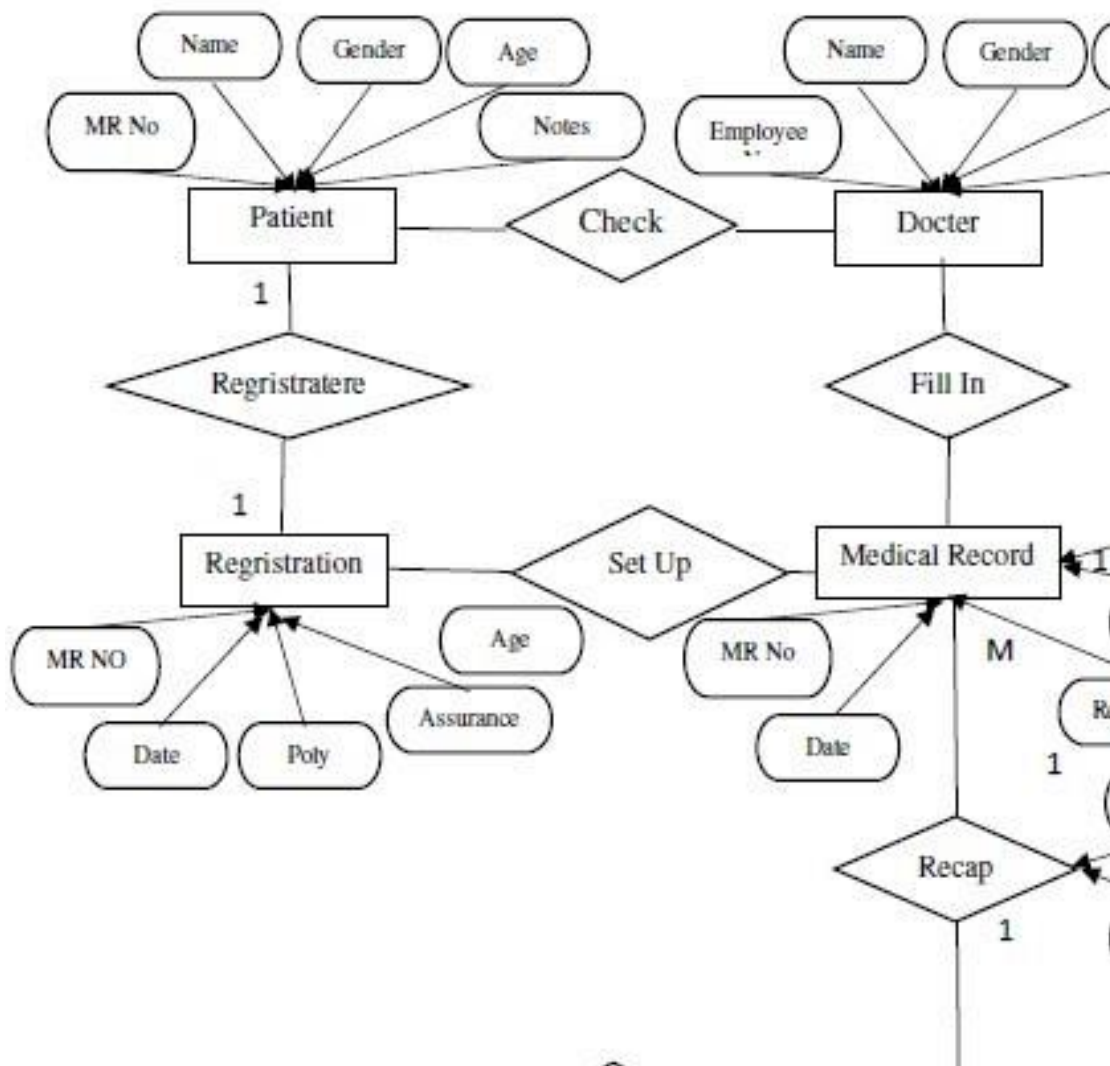 Name
Gender
Age
Name
Gender
MR No
Notes
Employee
Patient
Check
Docter
1
Regristratere
Fill In
1
Regristration
Set Up
Medical Record
1
MR NO
Age
MR No
M
Assurance
Date
Poly
Date
1
Recap
1